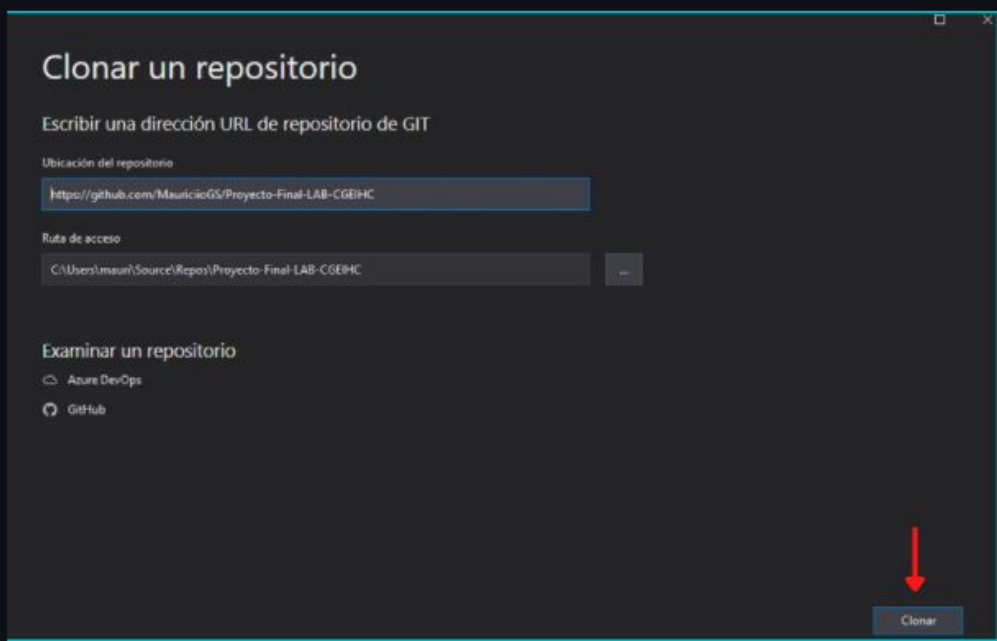 Clonar un repositorio
Escribir una dirección URL de repositorio de GIT
Ubicación del repositorio
https://github.com/MauriciioGS/Proyecto-Final-LAB-CGEIHC
Ruta de acceso
C:\Users\mauri\Source\Repos\Proyecto-Final-LAB-CGEIHC
...
Examinar un repositorio
Azure DevOps
GitHub
Clonar